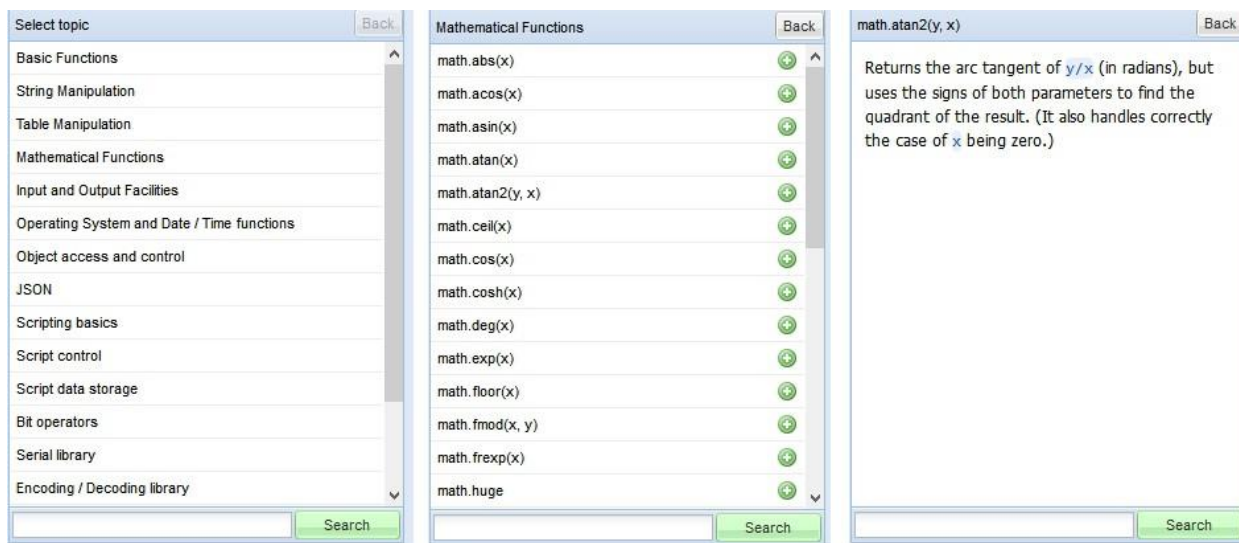 Select topic
Back
Basic Functions
String Manipulation
Table Manipulation
Mathematical Functions
Input and Output Facilities
Operating System and Date / Time functions
Object access and control
JSON
Scripting basics
Script control
Script data storage
Bit operators
Serial library
Encoding / Decoding library
Search
Mathematical Functions
Back
math.abs(x)
math.acos(x)
math.asin(x)
math.atan(x)
math.atan2(y, x)
math.ceil(x)
math.cos(x)
math.cosh(x)
math.deg(x)
math.exp(x)
math.floor(x)
math.fmod(x, y)
math.frexp(x)
math.huge
Search
math.atan2(y, x)
Back
Returns the arc tangent of y/x (in radians), but
uses the signs of both parameters to find the
quadrant of the result. (It also handles correctly
the case of x being zero.)
Search